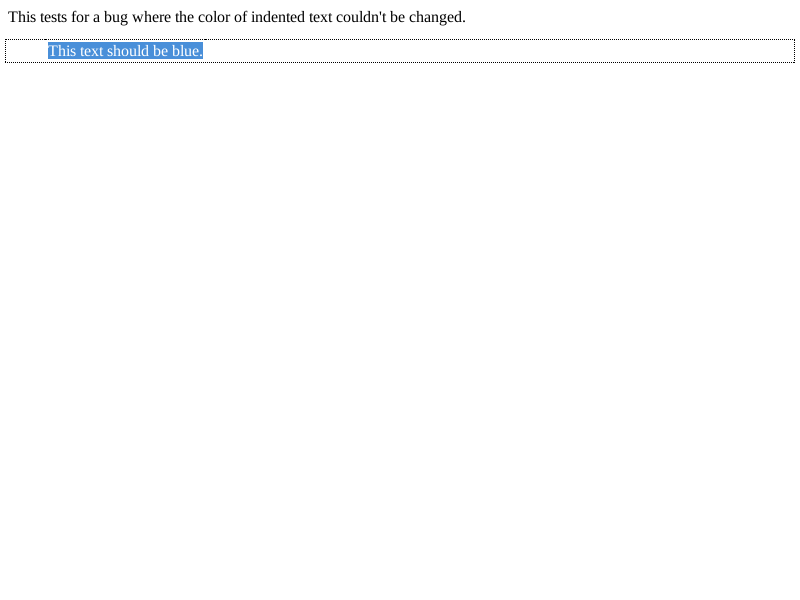 This tests for a bug where the color of indented text couldn't be changed.
This text should be blue.